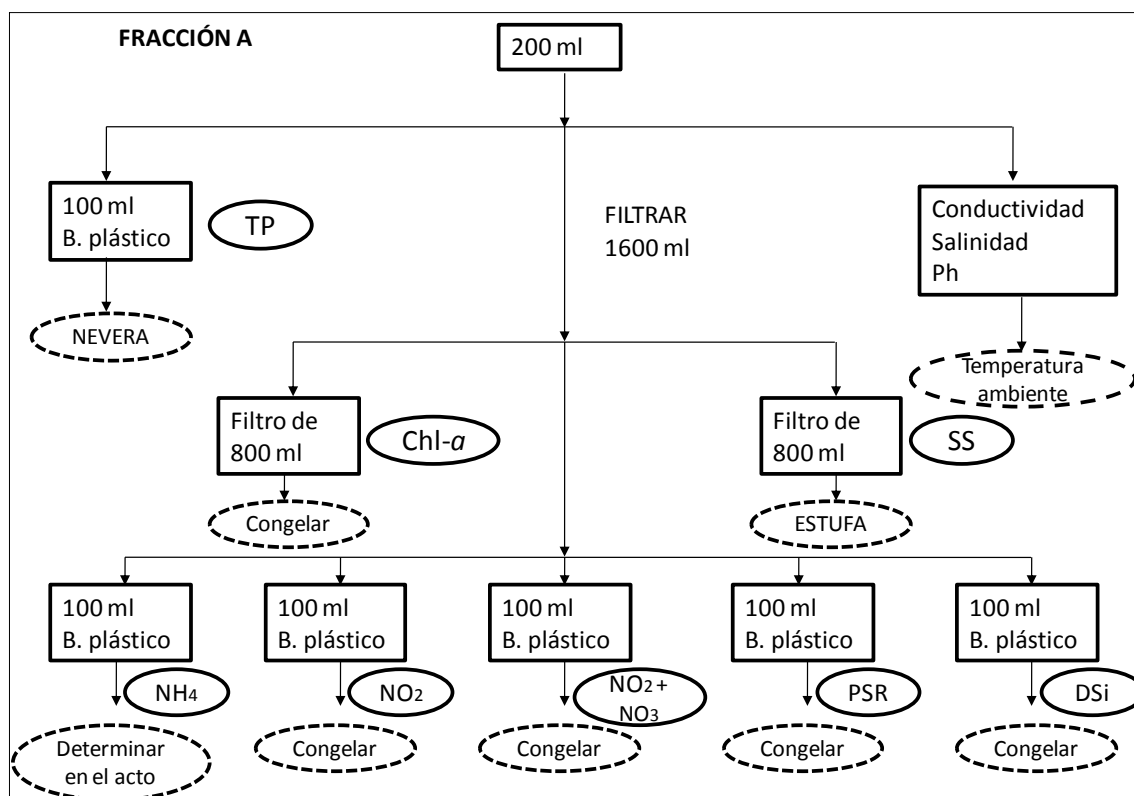 FRACCIÓN A
200 ml
100 ml
B. plástico
TP
NEVERA
FILTRAR
1600 ml
Conductividad
Salinidad
Ph
Temperatura
ambiente
Filtro de
800 ml
Chl-a
Congelar
Filtro de
800 ml
SS
ESTUFA
100 ml
B. plástico
NH4
Determinar
en el acto
100 ml
B. plástico
NO2
Congelar
100 ml
B. plástico
NO2 +
NO3
Congelar
100 ml
B. plástico
PSR
Congelar
100 ml
B. plástico
DSi
Congelar